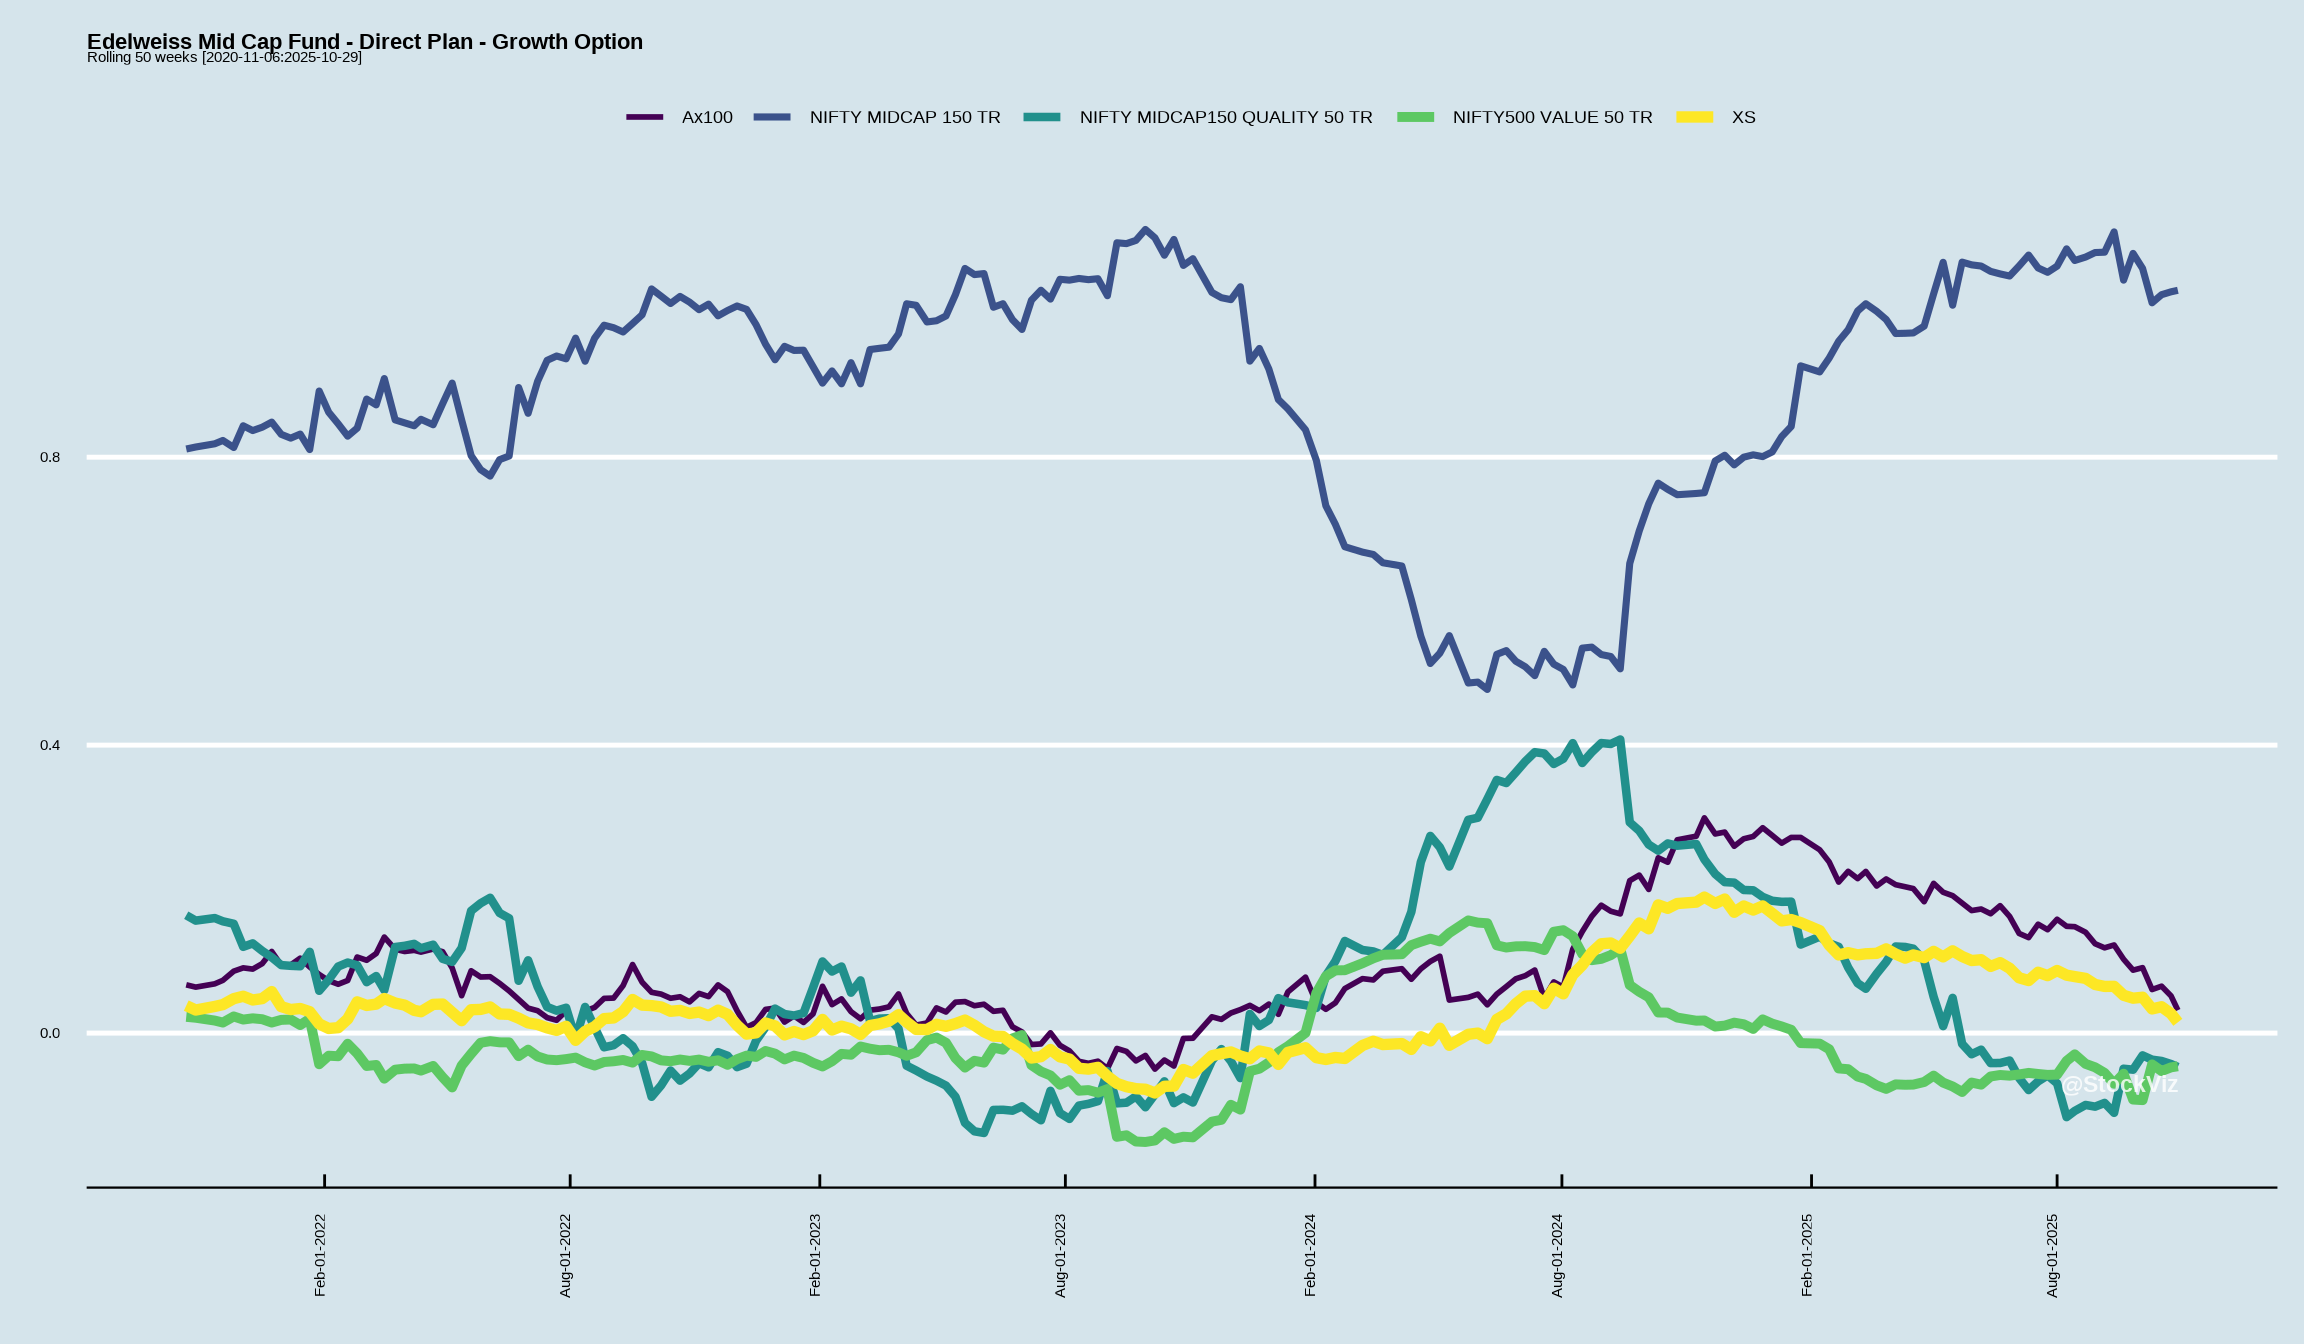 Edelweiss Mid Cap Fund - Direct Plan - Growth Option
Rolling 50 weeks [2020-11-06:2025-10-29]
Ax100 NIFTY MIDCAP 150 TR NIFTY MIDCAP150 QUALITY 50 TR NIFTY500 VALUE 50 TR XS
0.8
0.4
0.0
@StockViz
Feb-01-2022
Aug-01-2022
Feb-01-2023
Aug-01-2023
Feb-01-2024
Aug-01-2024
Feb-01-2025
Aug-01-2025